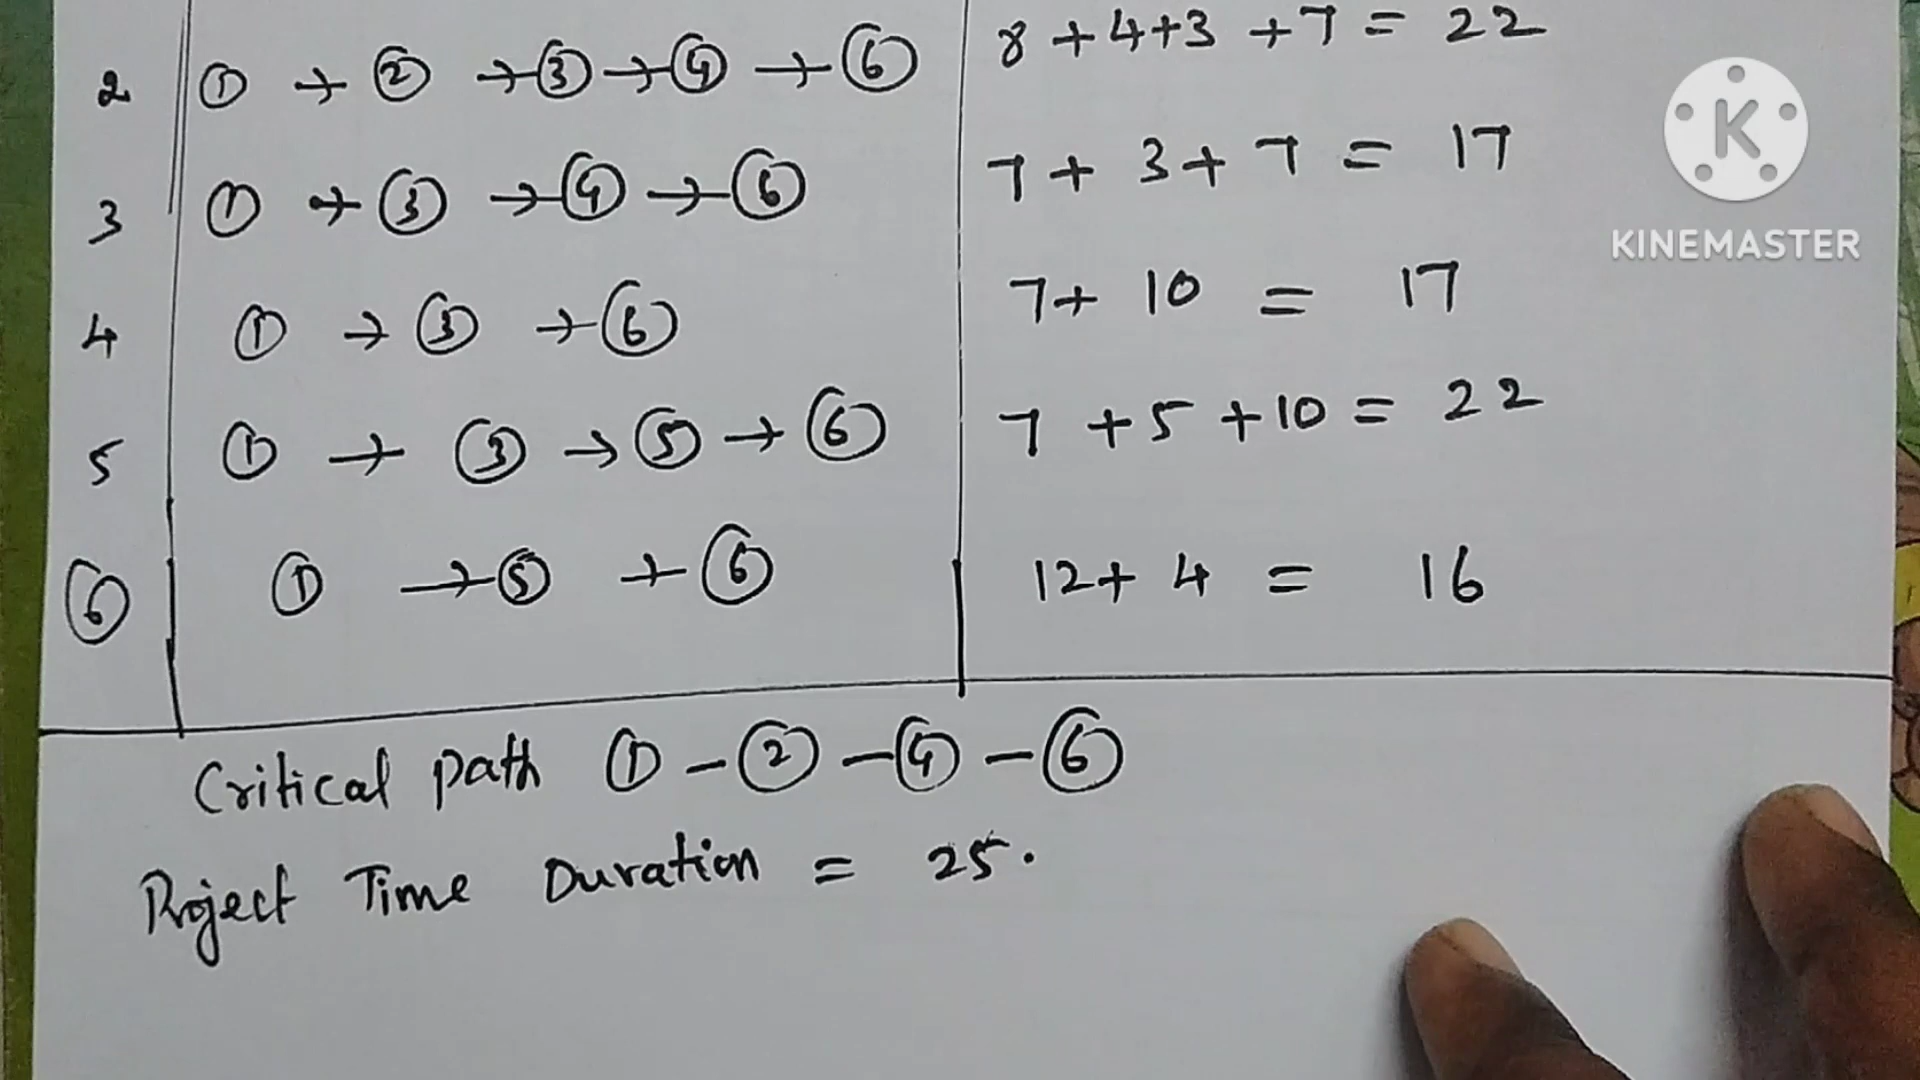 2 ① → ② → ③ → ④ → ⑥ 8 + 4 + 3 + 7 = 22
3 ① → ③ → ④ → ⑥ 7 + 3 + 7 = 17
4 ① → ③ → ⑥ 7 + 10 = 17
5 ① → ③ → ⑤ → ⑥ 7 + 5 + 10 = 22
⑥ ① → ⑤ → ⑥ 12 + 4 = 16
Critical path ① - ② - ④ - ⑥
Project Time Duration = 25.
K
KINEMASTER